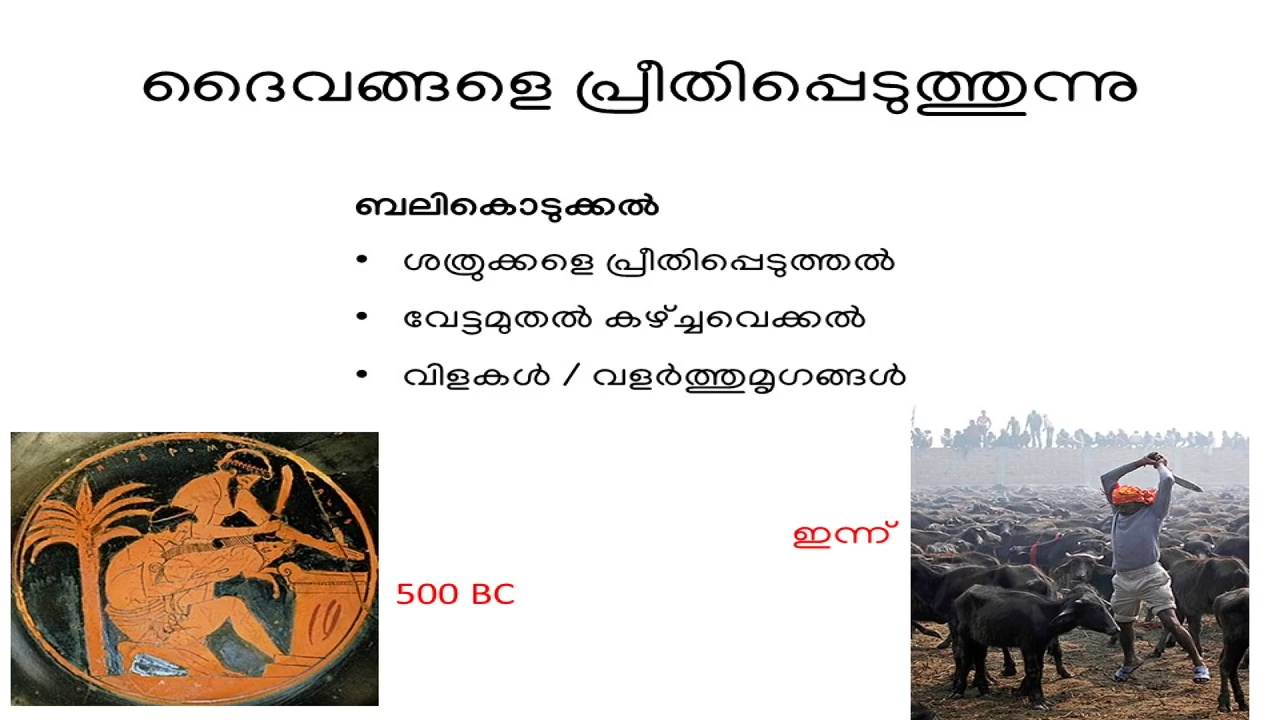 ദൈവങ്ങളെ പ്രീതിപ്പെടുത്തുന്നു
ബലികൊടുക്കൽ
• ശത്രുക്കളെ പ്രീതിപ്പെടുത്തൽ
• വേട്ടമുതൽ കഴ്ച്ചവെക്കൽ
• വിളകൾ / വളർത്തുമൃഗങ്ങൾ
ഇന്ന്
500 BC